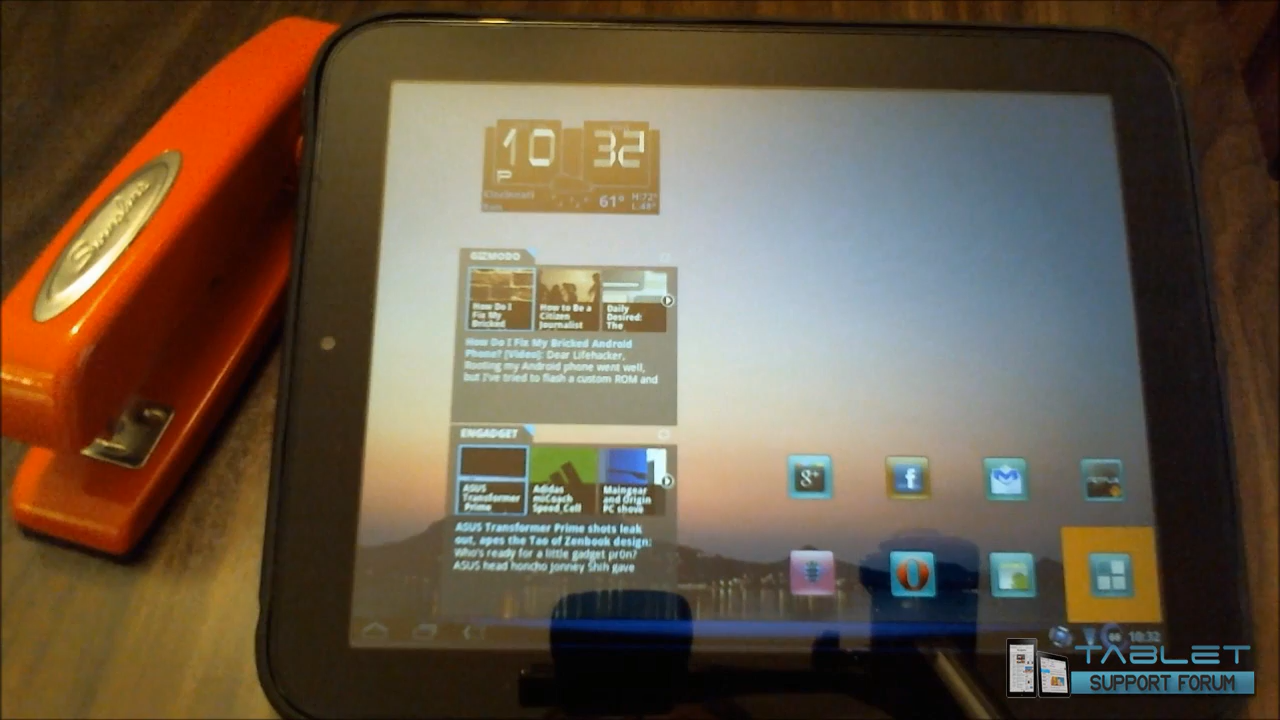 Swingline
10 32
P
Cincinnati
61°
H:72°
L:48°
GIZMODO
How Do I
Fix My
Bricked
How to Be a
Citizen
Journalist
Daily
Desired:
The
How Do I Fix My Bricked Android
Phone? [Video]: Dear Lifehacker,
Rooting my Android phone went well,
but I've tried to flash a custom ROM and
ENGADGET
ASUS
Transformer
Prime
Adidas
miCoach
Speed_Cell
Maingear
and Origin
PC shove
ASUS Transformer Prime shots leak
out, apes the Tao of Zenbook design:
Who's ready for a little gadget pr0n?
ASUS head honcho Jonney Shih gave
g+
f
10:32
TABLET
SUPPORT FORUM